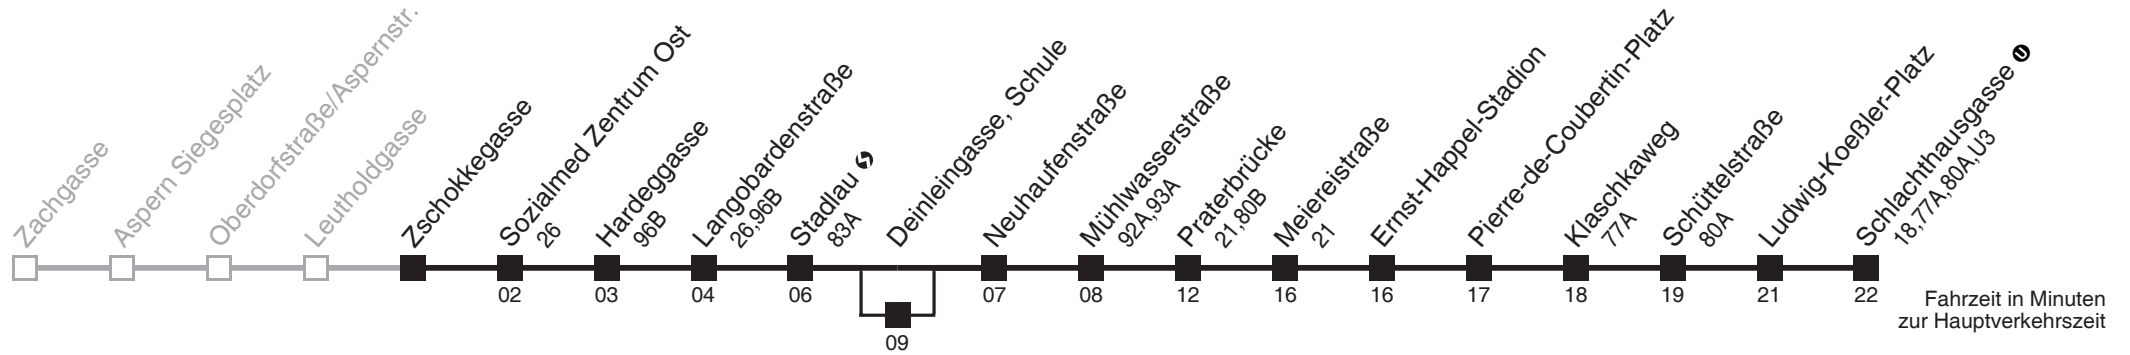 Zachgasse
Aspern Siegesplatz
Oberdorfstraße/Aspernstr.
Leutholdgasse
Zschokkegasse
Sozialmed Zentrum Ost
26
Hardeggasse
96B
Langobardenstraße
26,96B
Stadlau
83A
Deinleingasse, Schule
Neuhaufenstraße
Mühlwasserstraße
92A,93A
Praterbrücke
21,80B
Meiereistraße
21
Ernst-Happel-Stadion
Pierre-de-Coubertin-Platz
Klaschkaweg
77A
Schüttelstraße
80A
Ludwig-Koeßler-Platz
Schlachthausgasse U
18,77A,80A,U3
02 03 04 06 07 08 12 16 16 17 18 19 21 22
09
Fahrzeit in Minuten
zur Hauptverkehrszeit